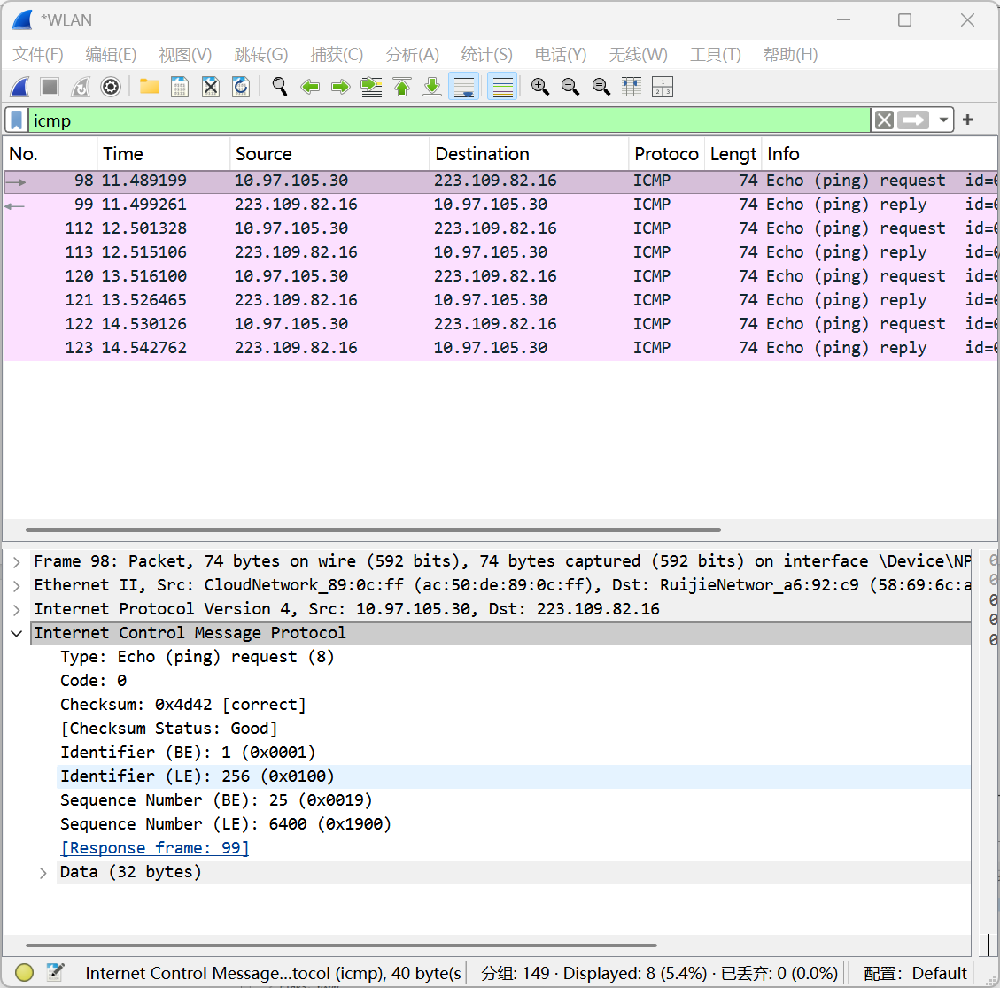 *WLAN
文件(F) 编辑(E) 视图(V) 跳转(G) 捕获(C) 分析(A) 统计(S) 电话(Y) 无线(W) 工具(T) 帮助(H)
icmp
No. Time Source Destination Protoco Lengt Info
98 11.489199 10.97.105.30 223.109.82.16 ICMP 74 Echo (ping) request id=0
99 11.499261 223.109.82.16 10.97.105.30 ICMP 74 Echo (ping) reply id=0
112 12.501328 10.97.105.30 223.109.82.16 ICMP 74 Echo (ping) request id=0
113 12.515106 223.109.82.16 10.97.105.30 ICMP 74 Echo (ping) reply id=0
120 13.516100 10.97.105.30 223.109.82.16 ICMP 74 Echo (ping) request id=0
121 13.526465 223.109.82.16 10.97.105.30 ICMP 74 Echo (ping) reply id=0
122 14.530126 10.97.105.30 223.109.82.16 ICMP 74 Echo (ping) request id=0
123 14.542762 223.109.82.16 10.97.105.30 ICMP 74 Echo (ping) reply id=0
Frame 98: Packet, 74 bytes on wire (592 bits), 74 bytes captured (592 bits) on interface \Device\NP
Ethernet II, Src: CloudNetwork_89:0c:ff (ac:50:de:89:0c:ff), Dst: RuijieNetwor_a6:92:c9 (58:69:6c:a
Internet Protocol Version 4, Src: 10.97.105.30, Dst: 223.109.82.16
Internet Control Message Protocol
Type: Echo (ping) request (8)
Code: 0
Checksum: 0x4d42 [correct]
[Checksum Status: Good]
Identifier (BE): 1 (0x0001)
Identifier (LE): 256 (0x0100)
Sequence Number (BE): 25 (0x0019)
Sequence Number (LE): 6400 (0x1900)
[Response frame: 99]
Data (32 bytes)
Internet Control Message...tocol (icmp), 40 byte(s 分组: 149 · Displayed: 8 (5.4%) · 已丢弃: 0 (0.0%) 配置: Default